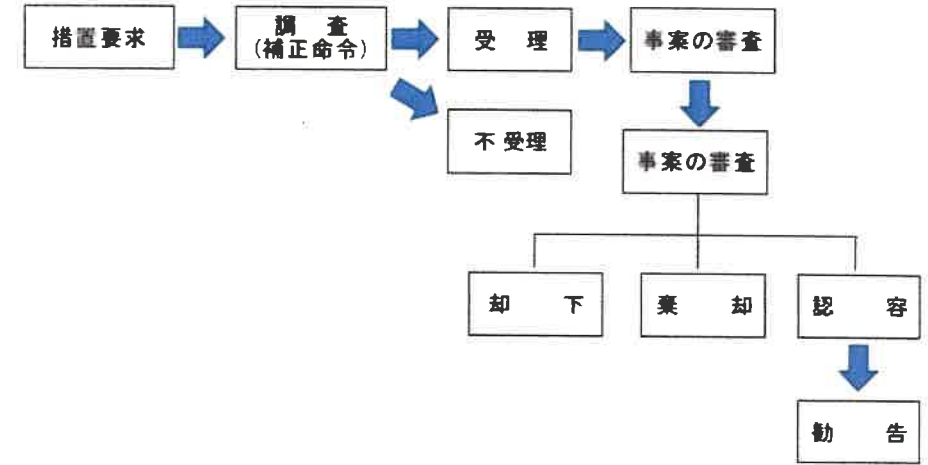 措置要求
調　査
(補正命令)
受　理
事案の審査
不 受理
事案の審査
却　下
棄　却
認　容
勧　告